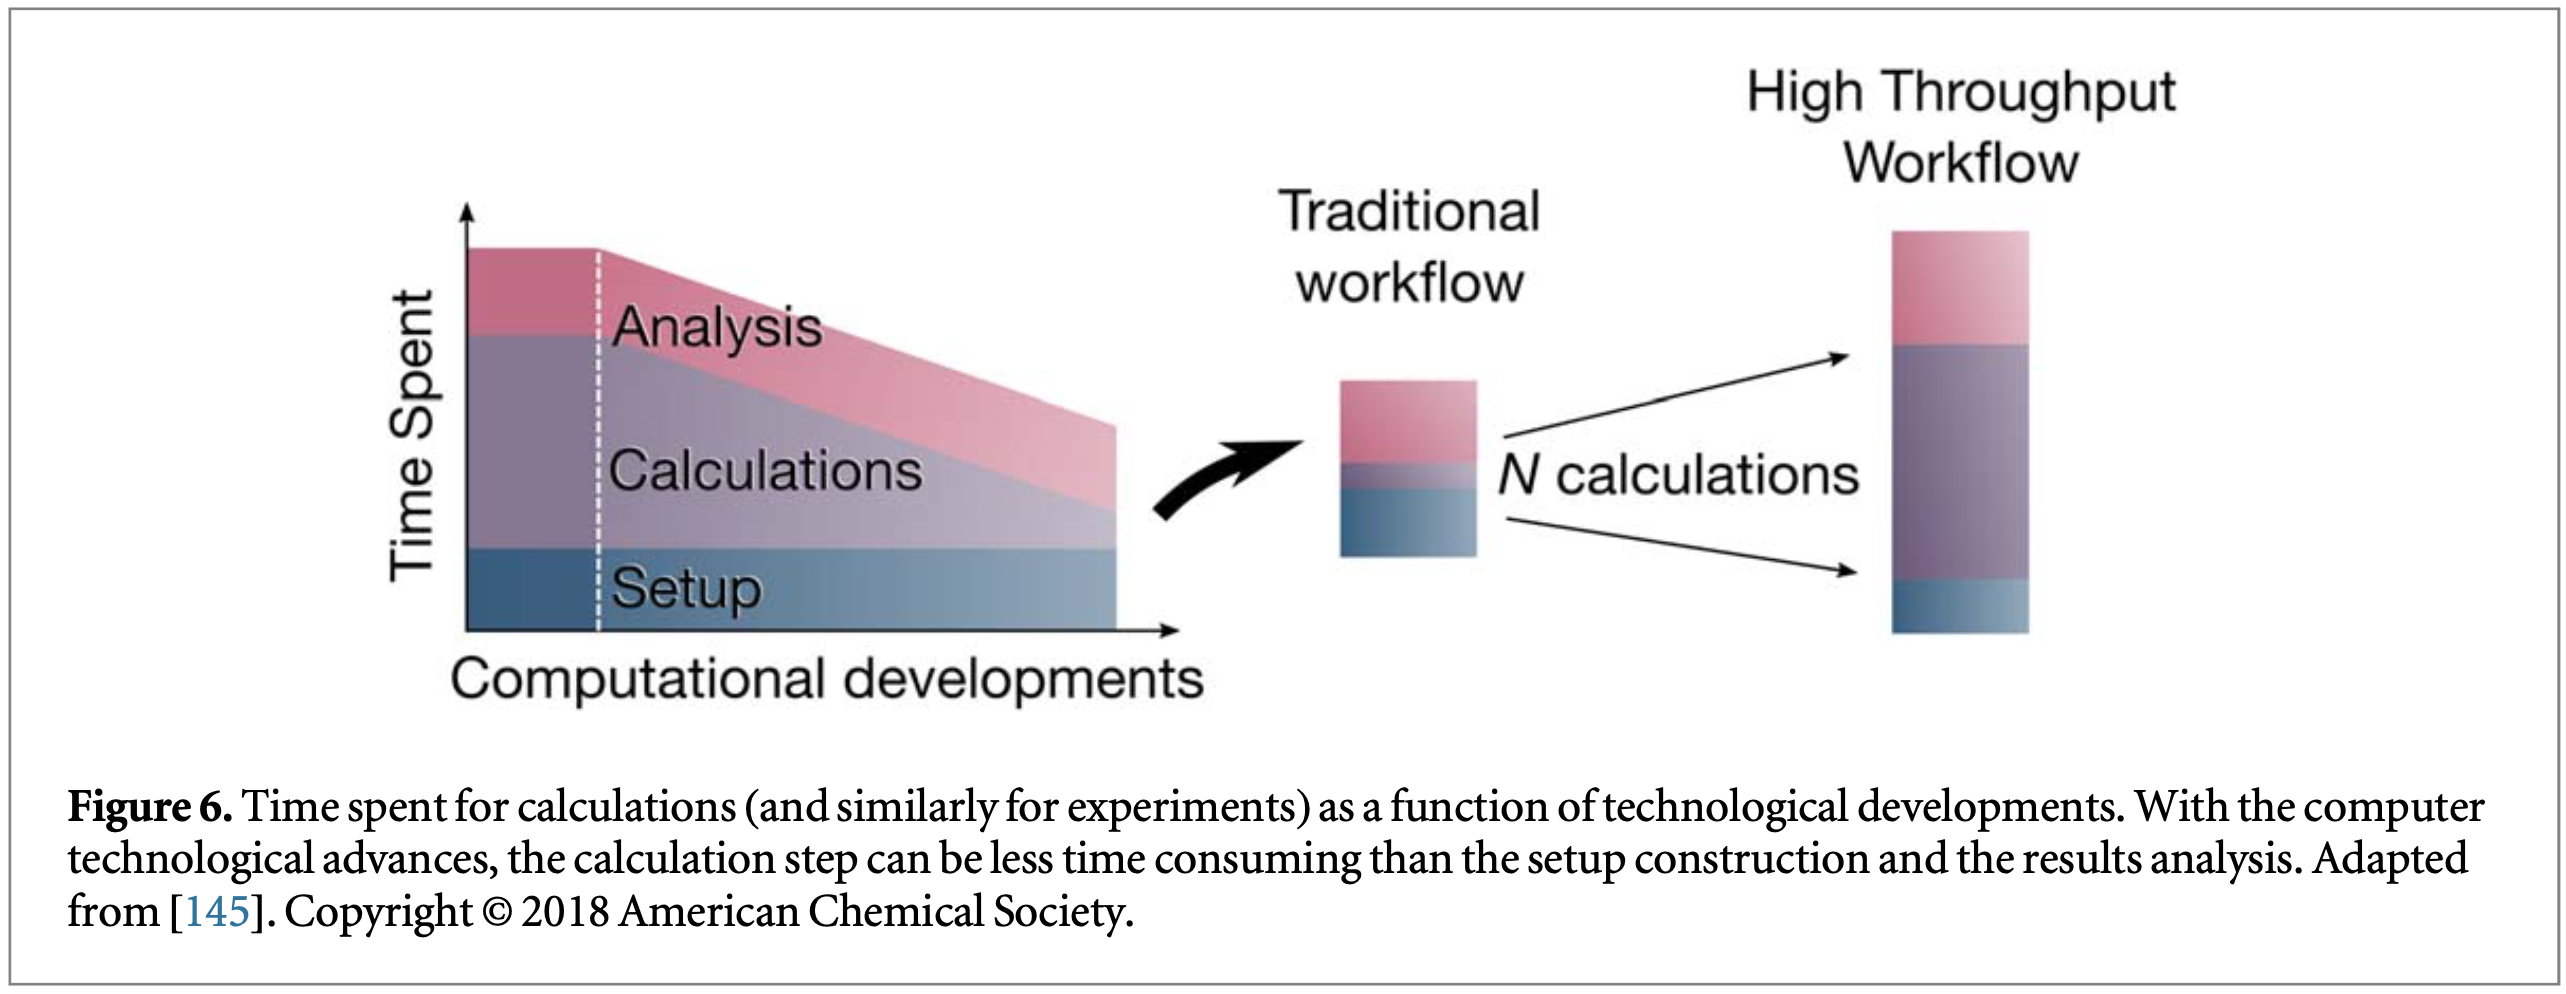 High Throughput
Workflow
Traditional
workflow
Time Spent
Analysis
Calculations
Setup
N calculations
Computational developments
Figure 6. Time spent for calculations (and similarly for experiments) as a function of technological developments. With the computer
technological advances, the calculation step can be less time consuming than the setup construction and the results analysis. Adapted
from [145]. Copyright © 2018 American Chemical Society.